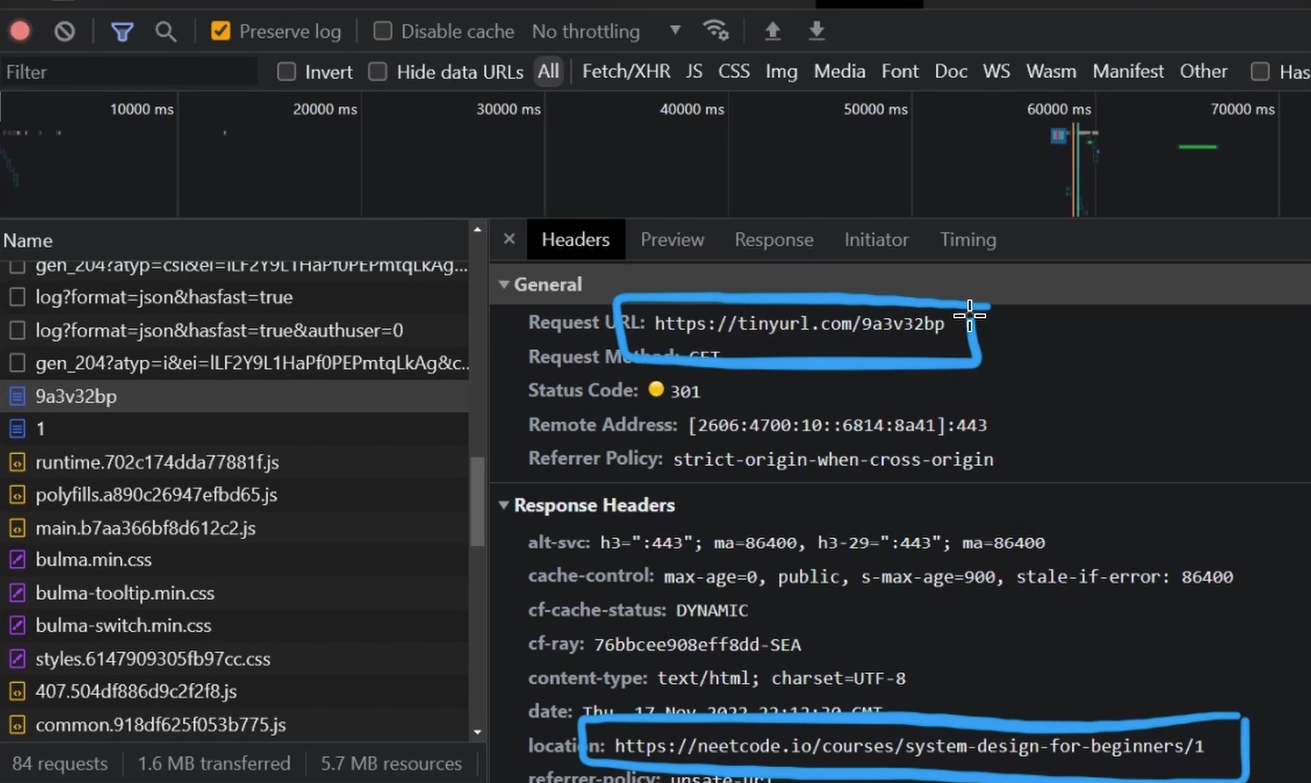 Preserve log Disable cache No throttling
Filter Invert Hide data URLs All Fetch/XHR JS CSS Img Media Font Doc WS Wasm Manifest Other Has
10000 ms 20000 ms 30000 ms 40000 ms 50000 ms 60000 ms 70000 ms
Name
log?format=json&hasfast=true
log?format=json&hasfast=true&authuser=0
gen_204?atyp=i&ei=lLF2Y9L1HaPf0PEPmtqLkAg&c...
9a3v32bp
1
runtime.702c174dda77881f.js
polyfills.a890c26947efbd65.js
main.b7aa366bf8d612c2.js
bulma.min.css
bulma-tooltip.min.css
bulma-switch.min.css
styles.6147909305fb97cc.css
407.504df886d9c2f2f8.js
common.918df625f053b775.js
84 requests 1.6 MB transferred 5.7 MB resources
Headers Preview Response Initiator Timing
General
Request URL: https://tinyurl.com/9a3v32bp
Request Method: GET
Status Code: 301
Remote Address: [2606:4700:10::6814:8a41]:443
Referrer Policy: strict-origin-when-cross-origin
Response Headers
alt-svc: h3=":443"; ma=86400, h3-29=":443"; ma=86400
cache-control: max-age=0, public, s-max-age=900, stale-if-error: 86400
cf-cache-status: DYNAMIC
cf-ray: 76bbcee908eff8dd-SEA
content-type: text/html; charset=UTF-8
date: Thu, 17 Nov 2022
location: https://neetcode.io/courses/system-design-for-beginners/1
referrer-policy: unsafe-url